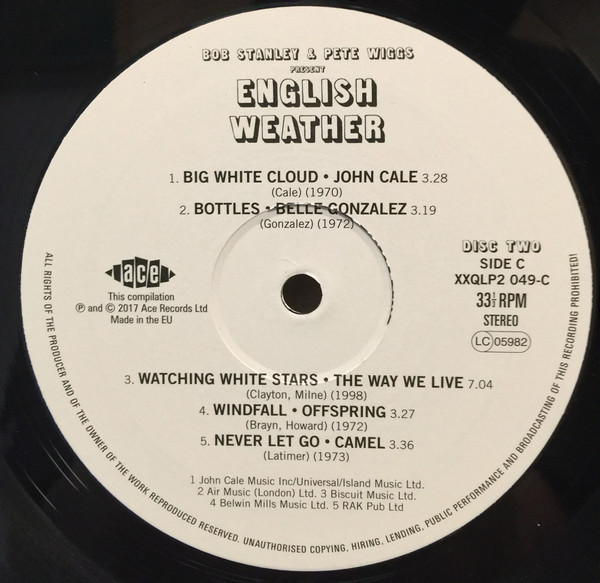 BOB STANLEY & PETE WIGGS
PRESENT
ENGLISH
WEATHER
1. BIG WHITE CLOUD • JOHN CALE 3.28
(Cale) (1970)
2. BOTTLES • BELLE GONZALEZ 3.19
(Gonzalez) (1972)
ace
This compilation
℗ and © 2017 Ace Records Ltd
Made in the EU
DISC TWO
SIDE C
XXQLP2 049-C
33⅓ RPM
STEREO
LC 05982
3. WATCHING WHITE STARS • THE WAY WE LIVE 7.04
(Clayton, Milne) (1998)
4. WINDFALL • OFFSPRING 3.27
(Brayn, Howard) (1972)
5. NEVER LET GO • CAMEL 3.36
(Latimer) (1973)
1 John Cale Music Inc/Universal/Island Music Ltd.
2 Air Music (London) Ltd. 3 Biscuit Music Ltd.
4 Belwin Mills Music Ltd. 5 RAK Pub Ltd
ALL RIGHTS OF THE PRODUCER AND OF THE OWNER OF THE WORK REPRODUCED RESERVED. UNAUTHORISED COPYING, HIRING, LENDING, PUBLIC PERFORMANCE AND BROADCASTING OF THIS RECORDING PROHIBITED!